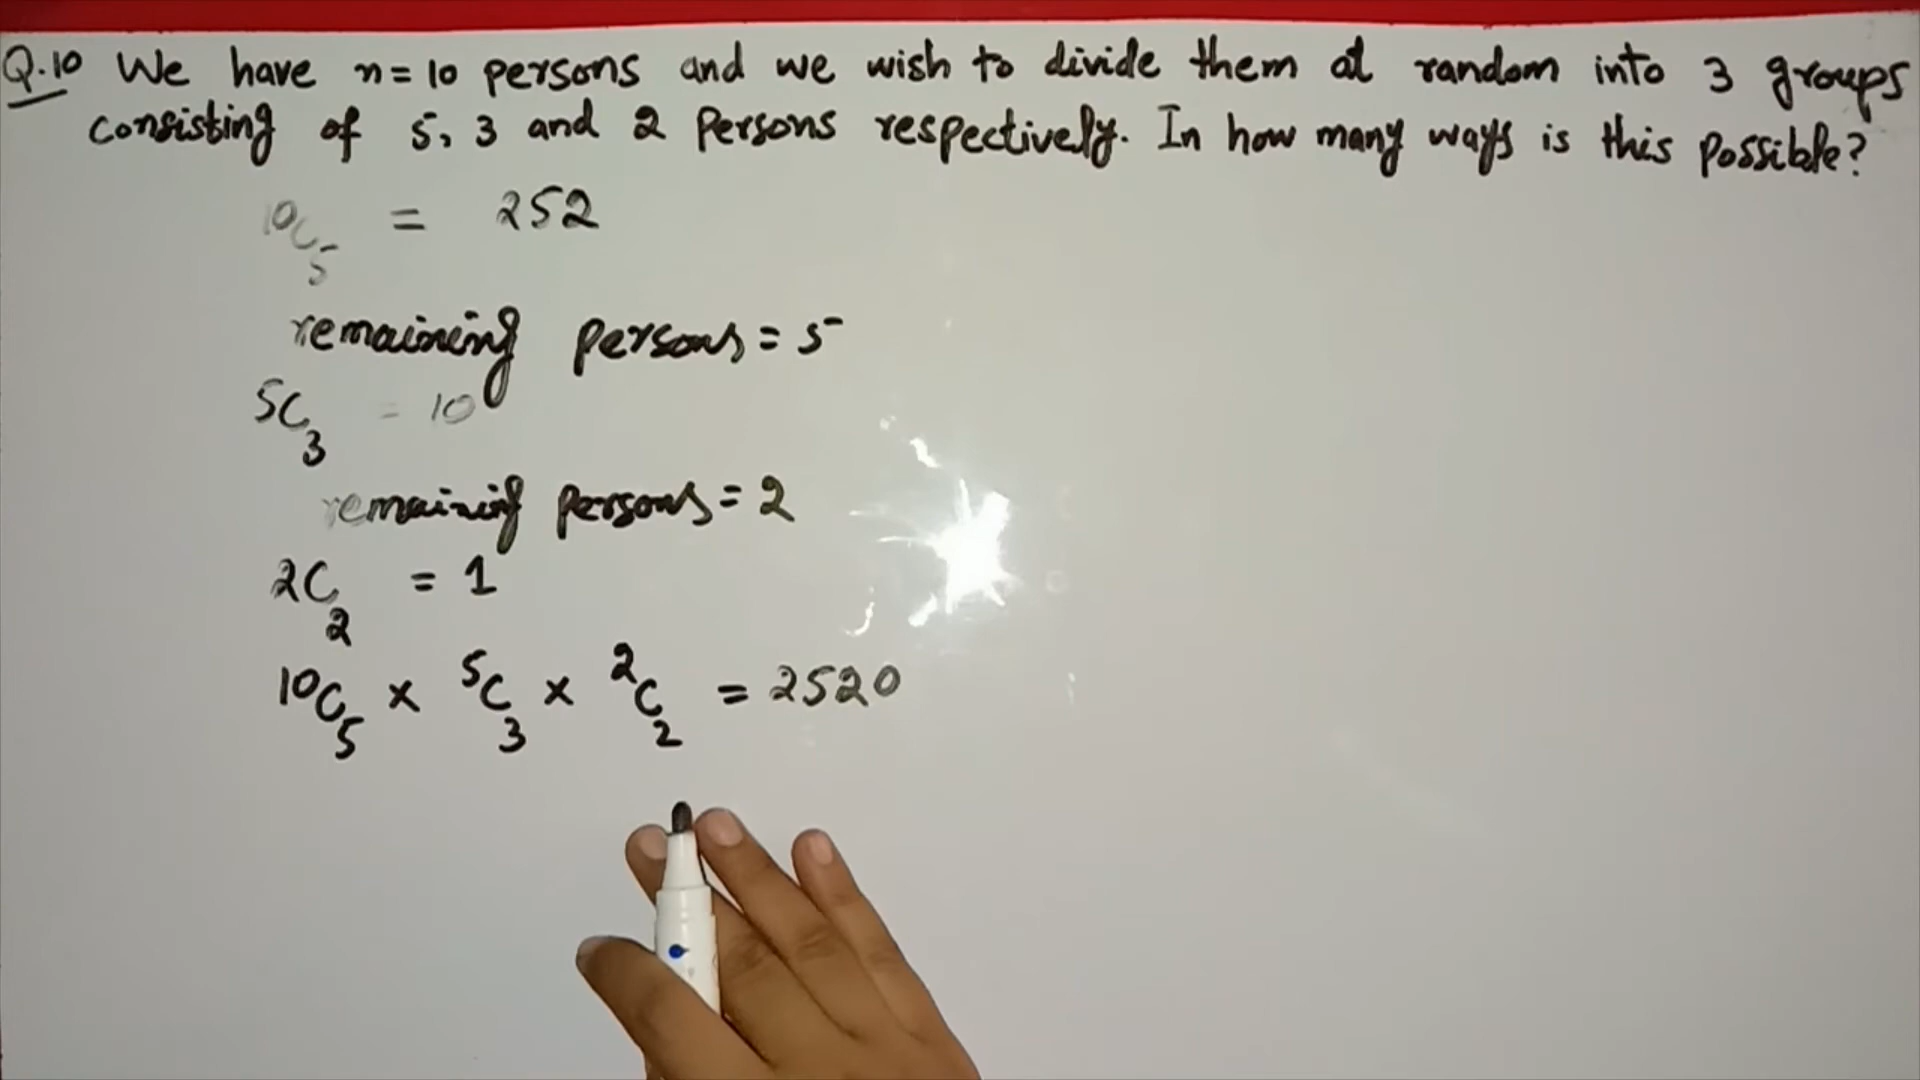 Q.10 We have n=10 persons and we wish to divide them at random into 3 groups
consisting of 5, 3 and 2 Persons respectively. In how many ways is this possible?
10C5 = 252
remaining persons = 5
5C3 = 10
remainig persons = 2
2C2 = 1
10C5 x 5C3 x 2C2 = 2520